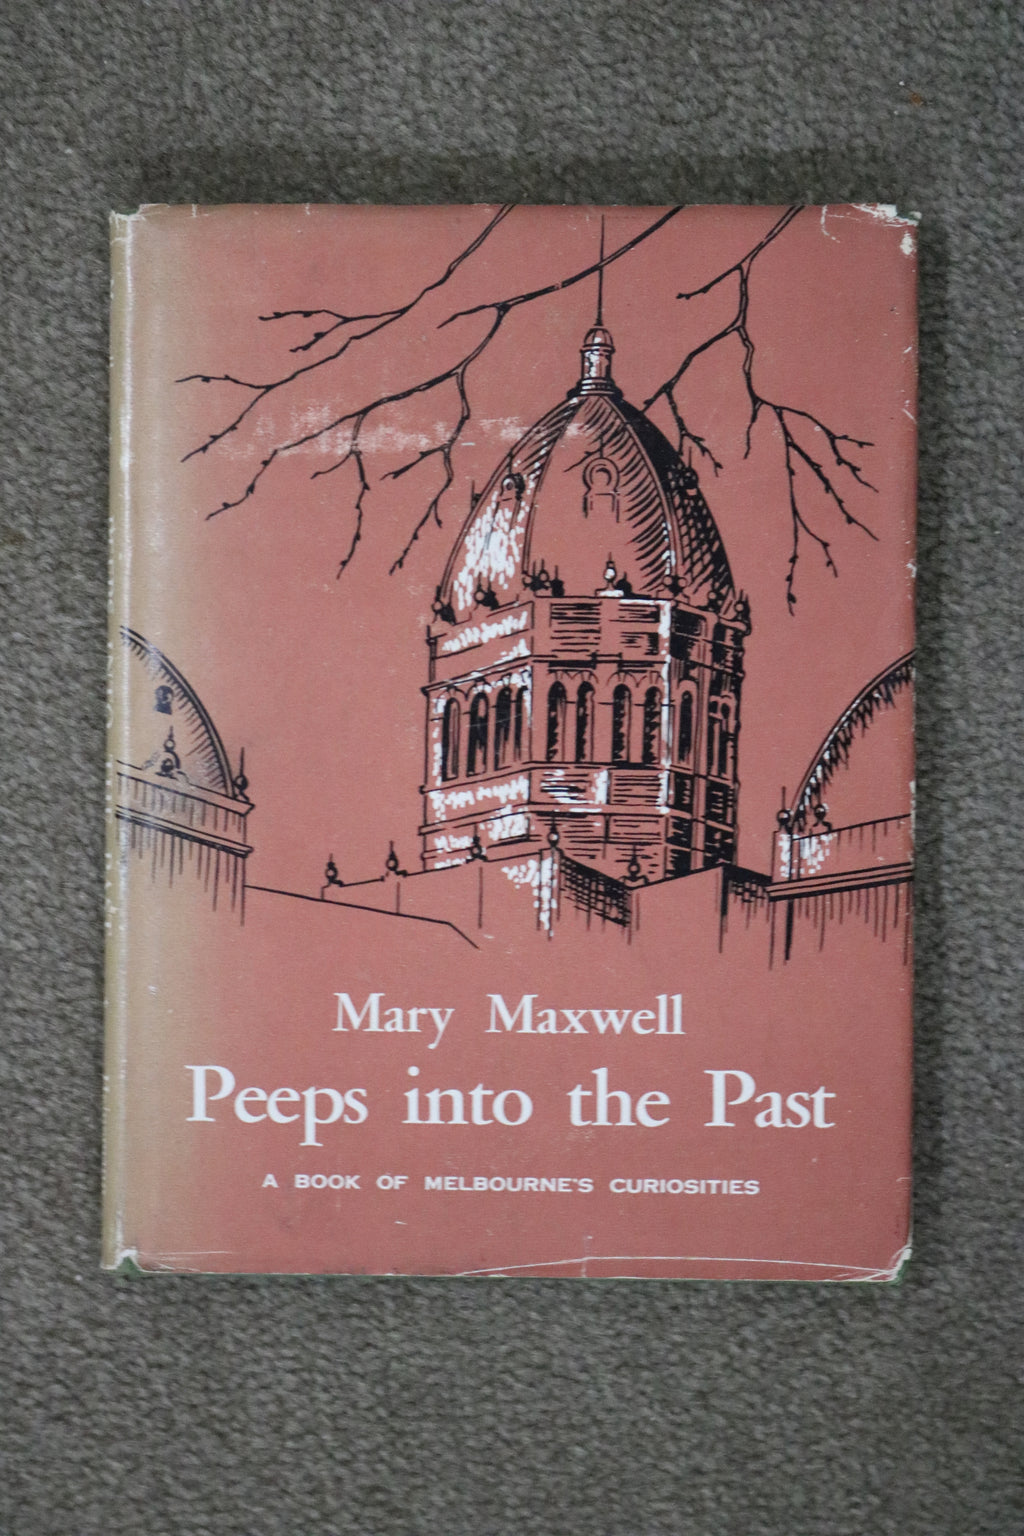 Mary Maxwell
Peeps into the Past
A BOOK OF MELBOURNE'S CURIOSITIES